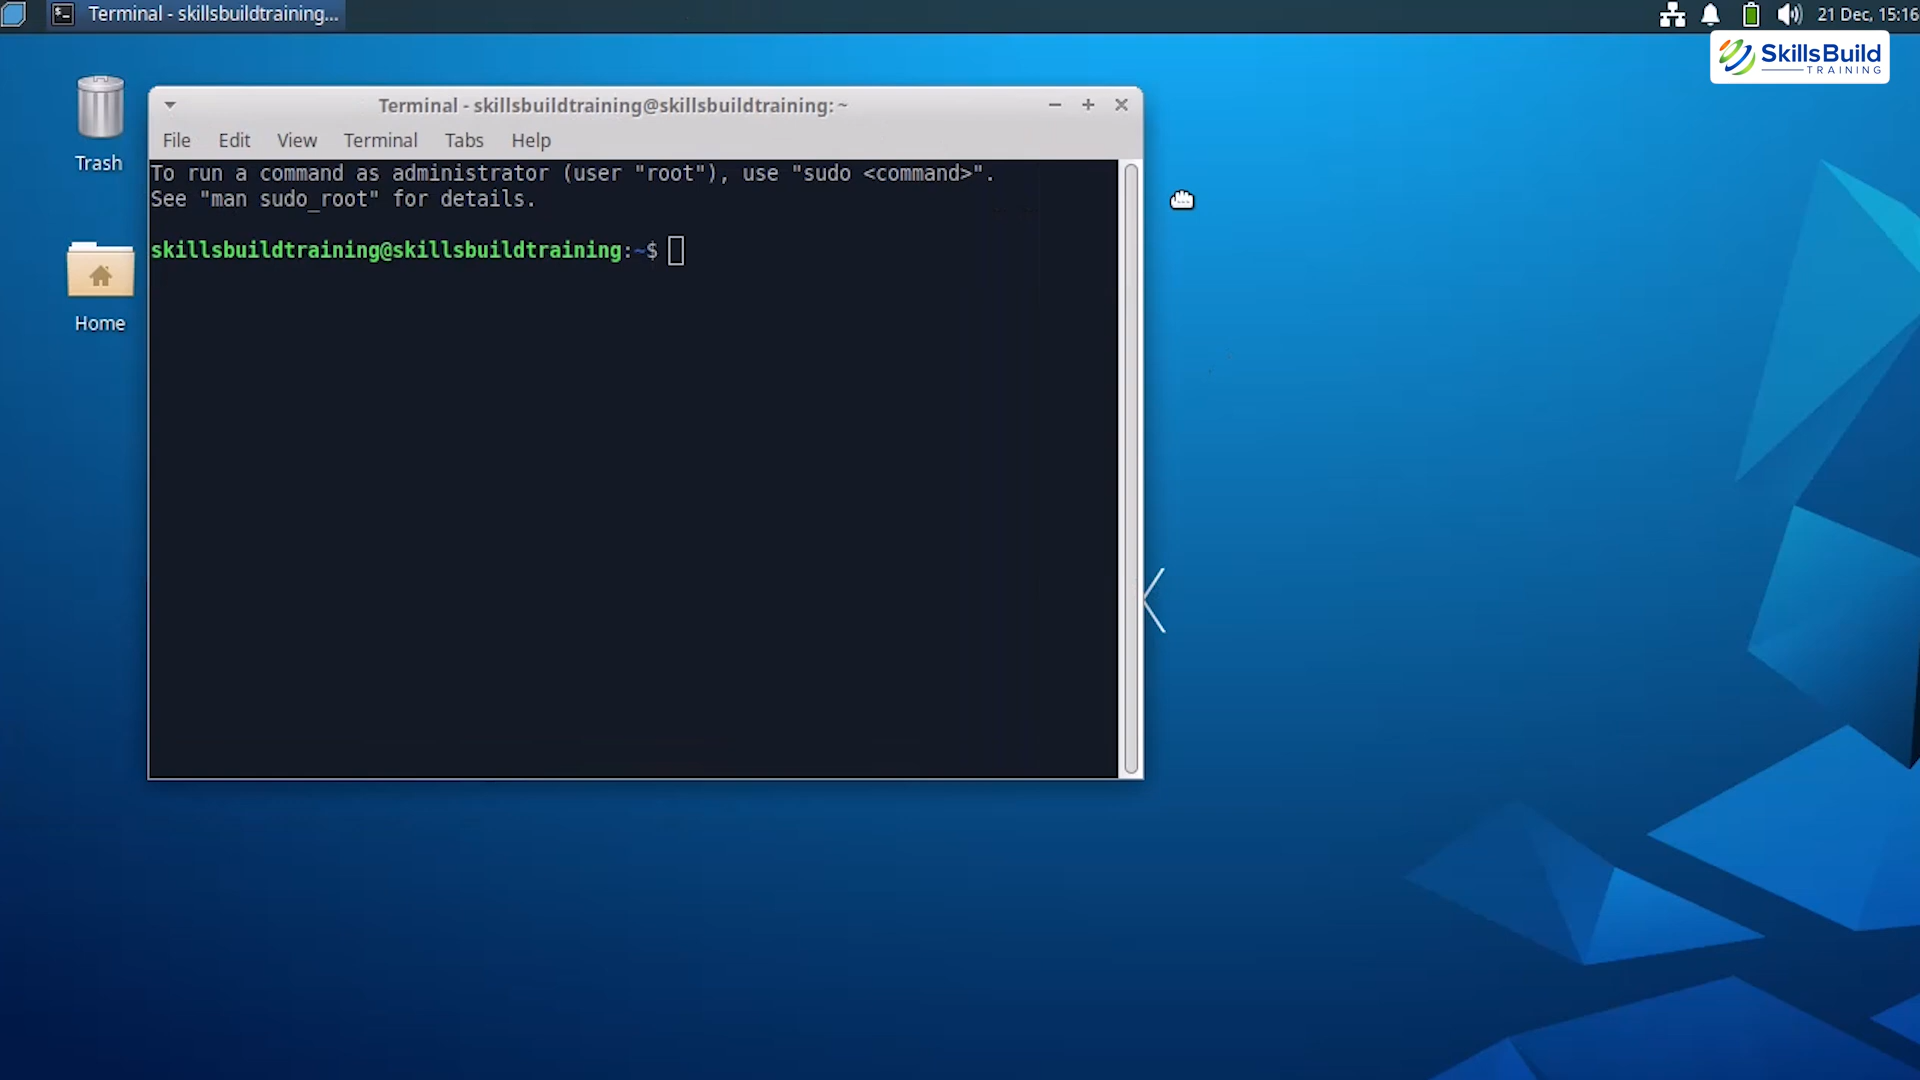 Terminal - skillsbuildtraining...
21 Dec, 15:16
SkillsBuild
TRAINING
Trash
Home
Terminal - skillsbuildtraining@skillsbuildtraining: ~
File Edit View Terminal Tabs Help
To run a command as administrator (user "root"), use "sudo <command>".
See "man sudo_root" for details.
skillsbuildtraining@skillsbuildtraining:~$